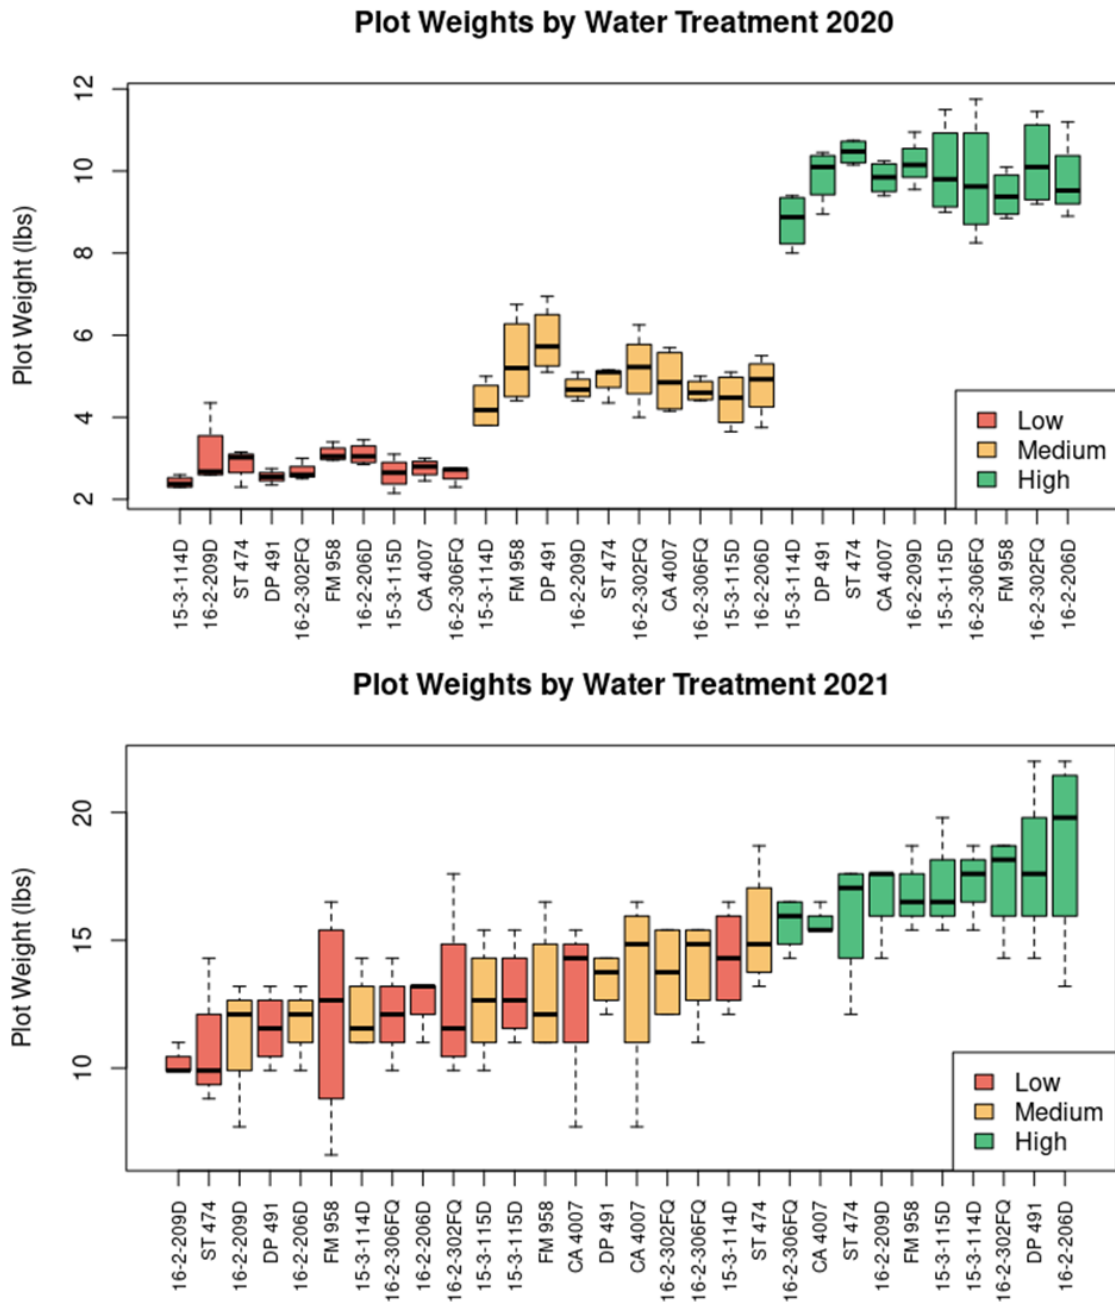 Plot Weights by Water Treatment 2020
Plot Weight (lbs)
12
10
8
6
4
2
Low
Medium
High
15-3-114D
16-2-209D
ST 474
DP 491
16-2-302FQ
FM 958
16-2-206D
15-3-115D
CA 4007
16-2-306FQ
15-3-114D
FM 958
DP 491
16-2-209D
ST 474
16-2-302FQ
CA 4007
16-2-306FQ
15-3-115D
16-2-206D
15-3-114D
DP 491
ST 474
CA 4007
16-2-209D
15-3-115D
16-2-306FQ
FM 958
16-2-302FQ
16-2-206D
Plot Weights by Water Treatment 2021
Plot Weight (lbs)
20
15
10
Low
Medium
High
16-2-209D
ST 474
16-2-209D
DP 491
16-2-206D
FM 958
15-3-114D
16-2-306FQ
16-2-206D
16-2-302FQ
15-3-115D
15-3-115D
FM 958
CA 4007
DP 491
CA 4007
16-2-302FQ
16-2-306FQ
15-3-114D
ST 474
16-2-306FQ
CA 4007
ST 474
16-2-209D
FM 958
15-3-115D
15-3-114D
16-2-302FQ
DP 491
16-2-206D